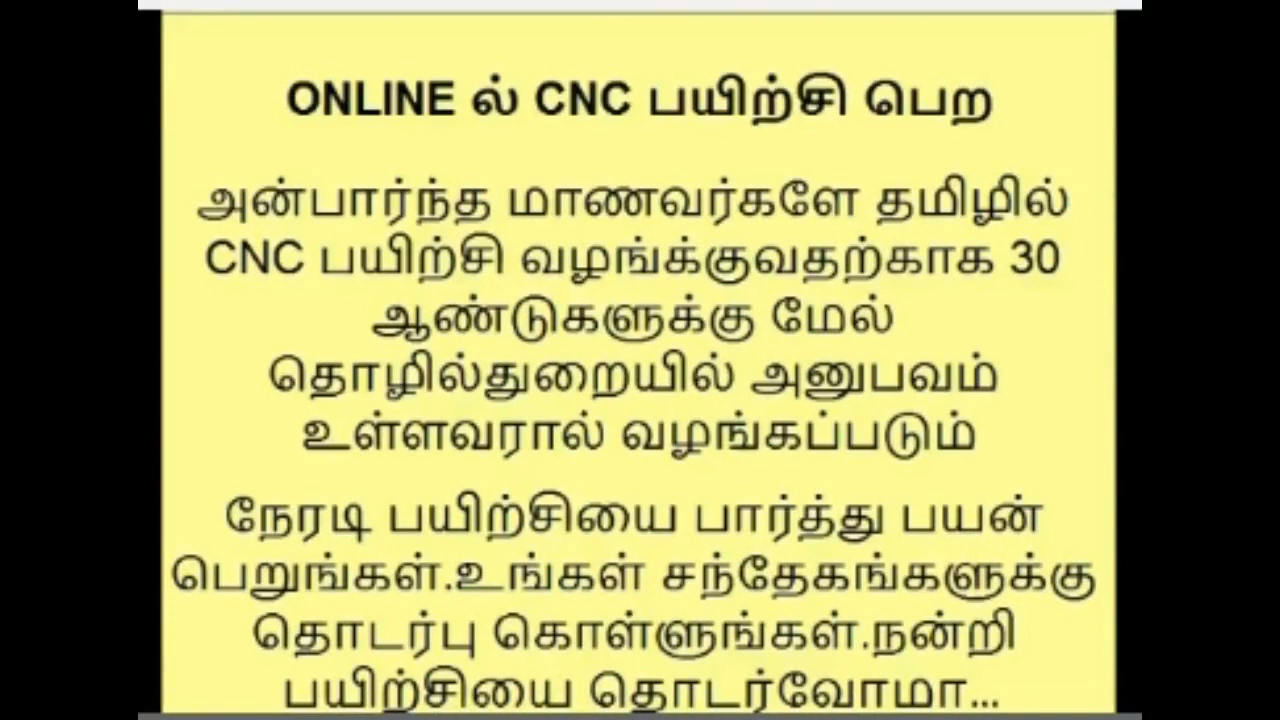 ONLINE ல் CNC பயிற்சி பெற
அன்பார்ந்த மாணவர்களே தமிழில்
CNC பயிற்சி வழங்க்குவதற்காக 30
ஆண்டுகளுக்கு மேல்
தொழில்துறையில் அனுபவம்
உள்ளவரால் வழங்கப்படும்
நேரடி பயிற்சியை பார்த்து பயன்
பெறுங்கள்.உங்கள் சந்தேகங்களுக்கு
தொடர்பு கொள்ளுங்கள்.நன்றி
பயிற்சியை தொடர்வோமா...